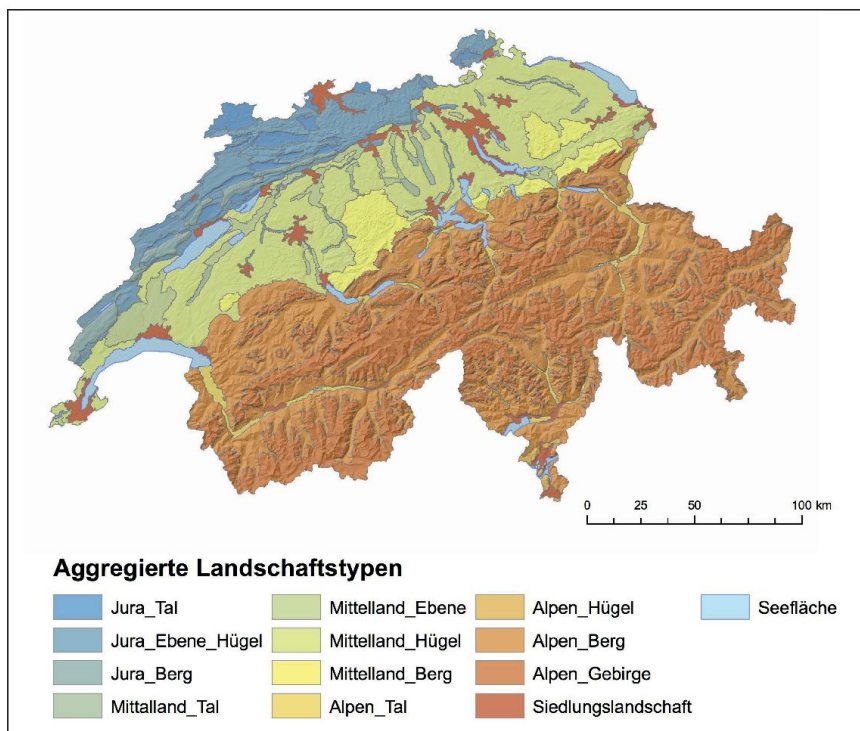 0 25 50 100 km
Aggregierte Landschaftstypen
Jura_Tal
Jura_Ebene_Hügel
Jura_Berg
Mittalland_Tal
Mittelland_Ebene
Mittelland_Hügel
Mittelland_Berg
Alpen_Tal
Alpen_Hügel
Alpen_Berg
Alpen_Gebirge
Siedlungslandschaft
Seefläche